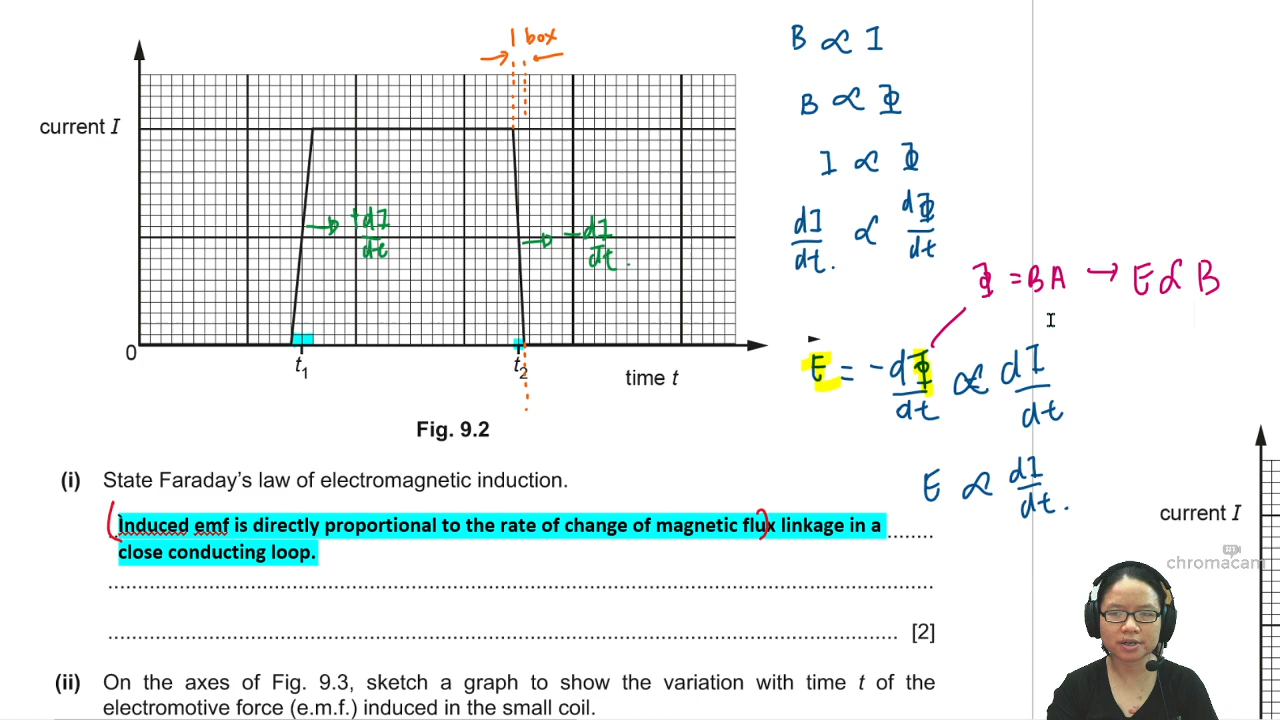 1 box
current I
+dI/dt
-dI/dt
0
t1
t2
time t
Fig. 9.2
B ∝ I
B ∝ Φ
I ∝ Φ
dI/dt. ∝ dΦ/dt
Φ = BA → E ∝ B
E = -dΦ/dt ∝ dI/dt
E ∝ dI/dt.
(i) State Faraday's law of electromagnetic induction.
Induced emf is directly proportional to the rate of change of magnetic flux linkage in a
close conducting loop.
[2]
(ii) On the axes of Fig. 9.3, sketch a graph to show the variation with time t of the
electromotive force (e.m.f.) induced in the small coil.
current I
chromacam